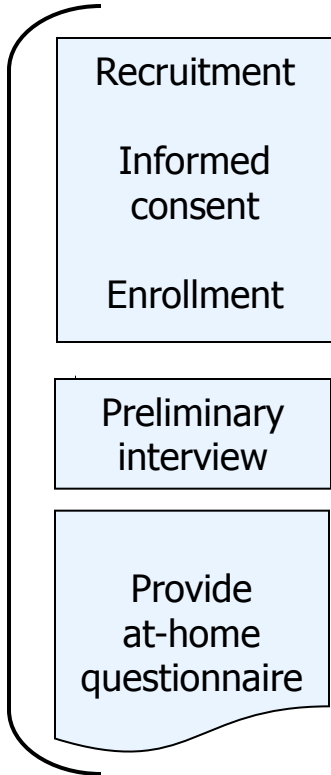 Recruitment
Informed
consent
Enrollment
Preliminary
interview
Provide
at-home
questionnaire